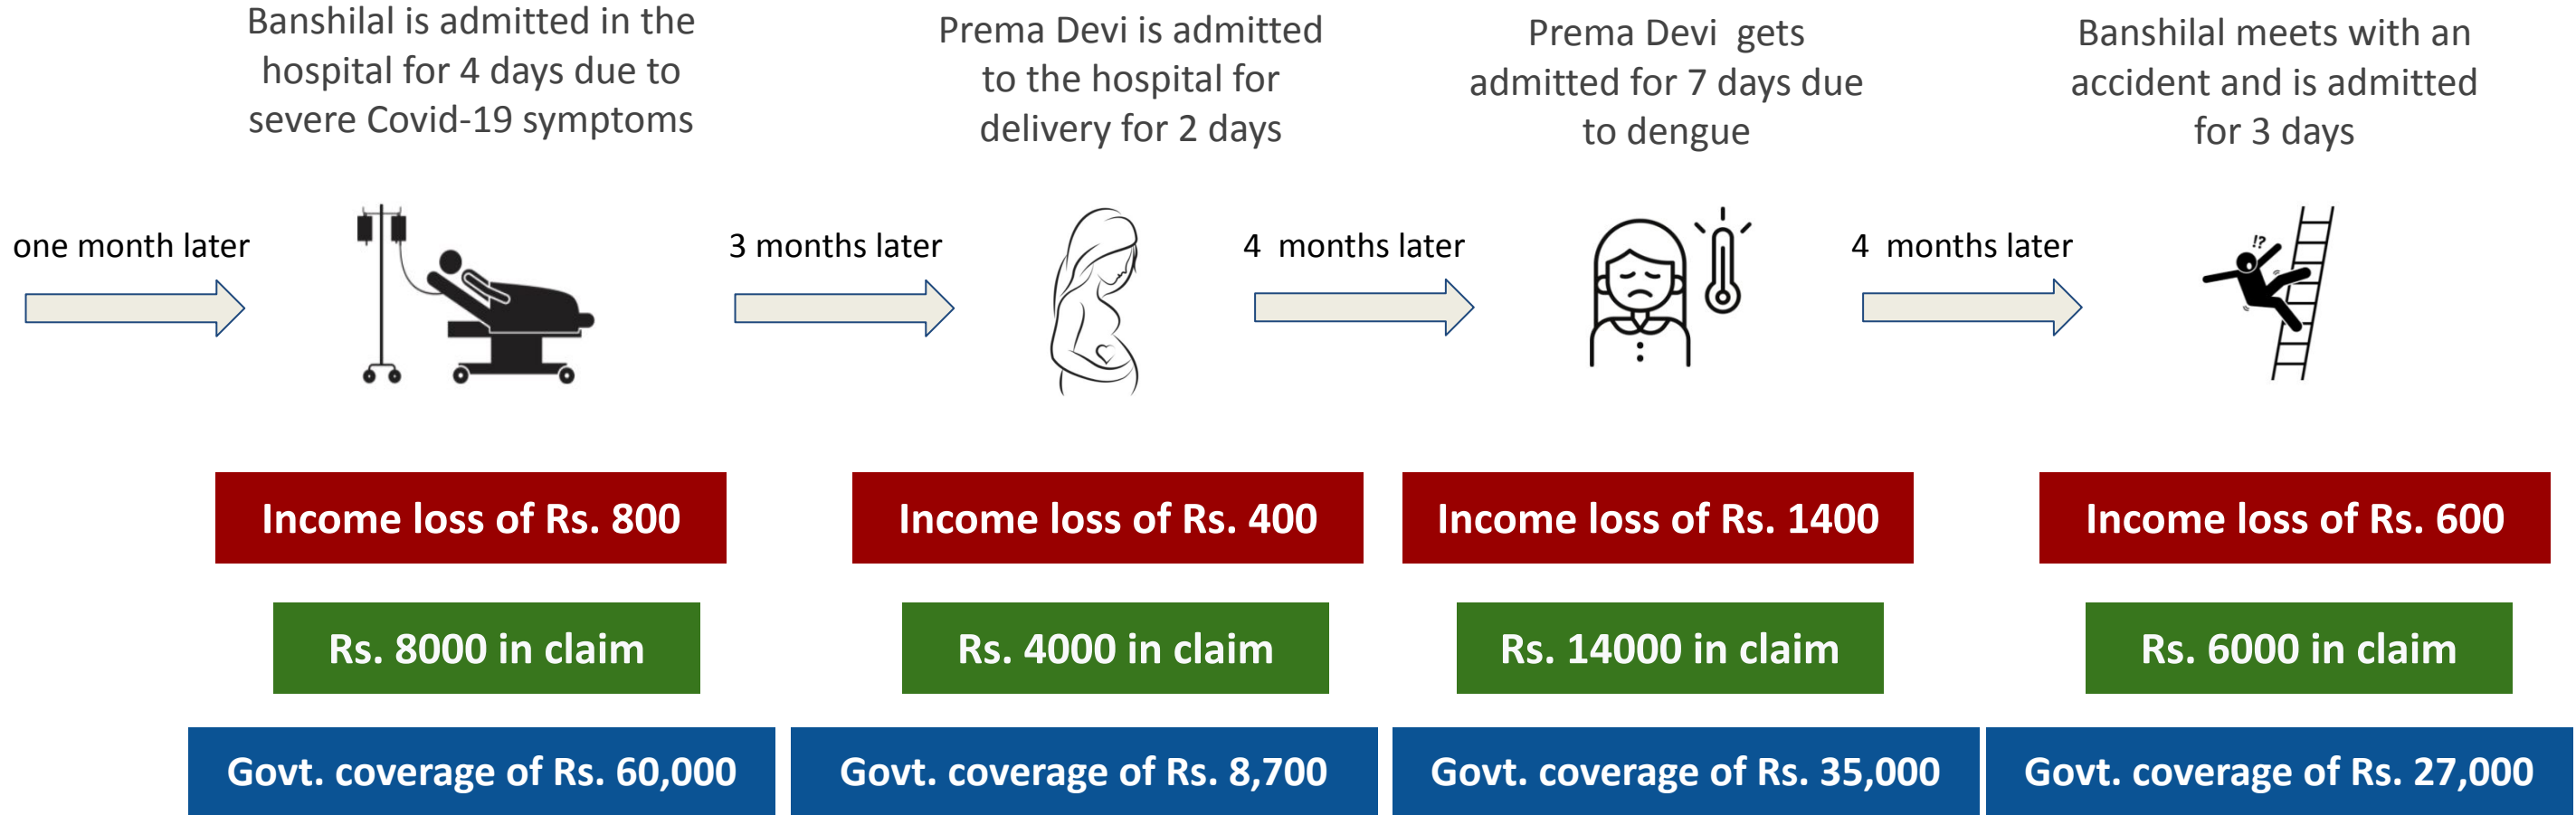 Banshilal is admitted in the
hospital for 4 days due to
severe Covid-19 symptoms
Prema Devi is admitted
to the hospital for
delivery for 2 days
Prema Devi gets
admitted for 7 days due
to dengue
Banshilal meets with an
accident and is admitted
for 3 days
one month later
3 months later
4 months later
4 months later
!?
Income loss of Rs. 800
Income loss of Rs. 400
Income loss of Rs. 1400
Income loss of Rs. 600
Rs. 8000 in claim
Rs. 4000 in claim
Rs. 14000 in claim
Rs. 6000 in claim
Govt. coverage of Rs. 60,000
Govt. coverage of Rs. 8,700
Govt. coverage of Rs. 35,000
Govt. coverage of Rs. 27,000